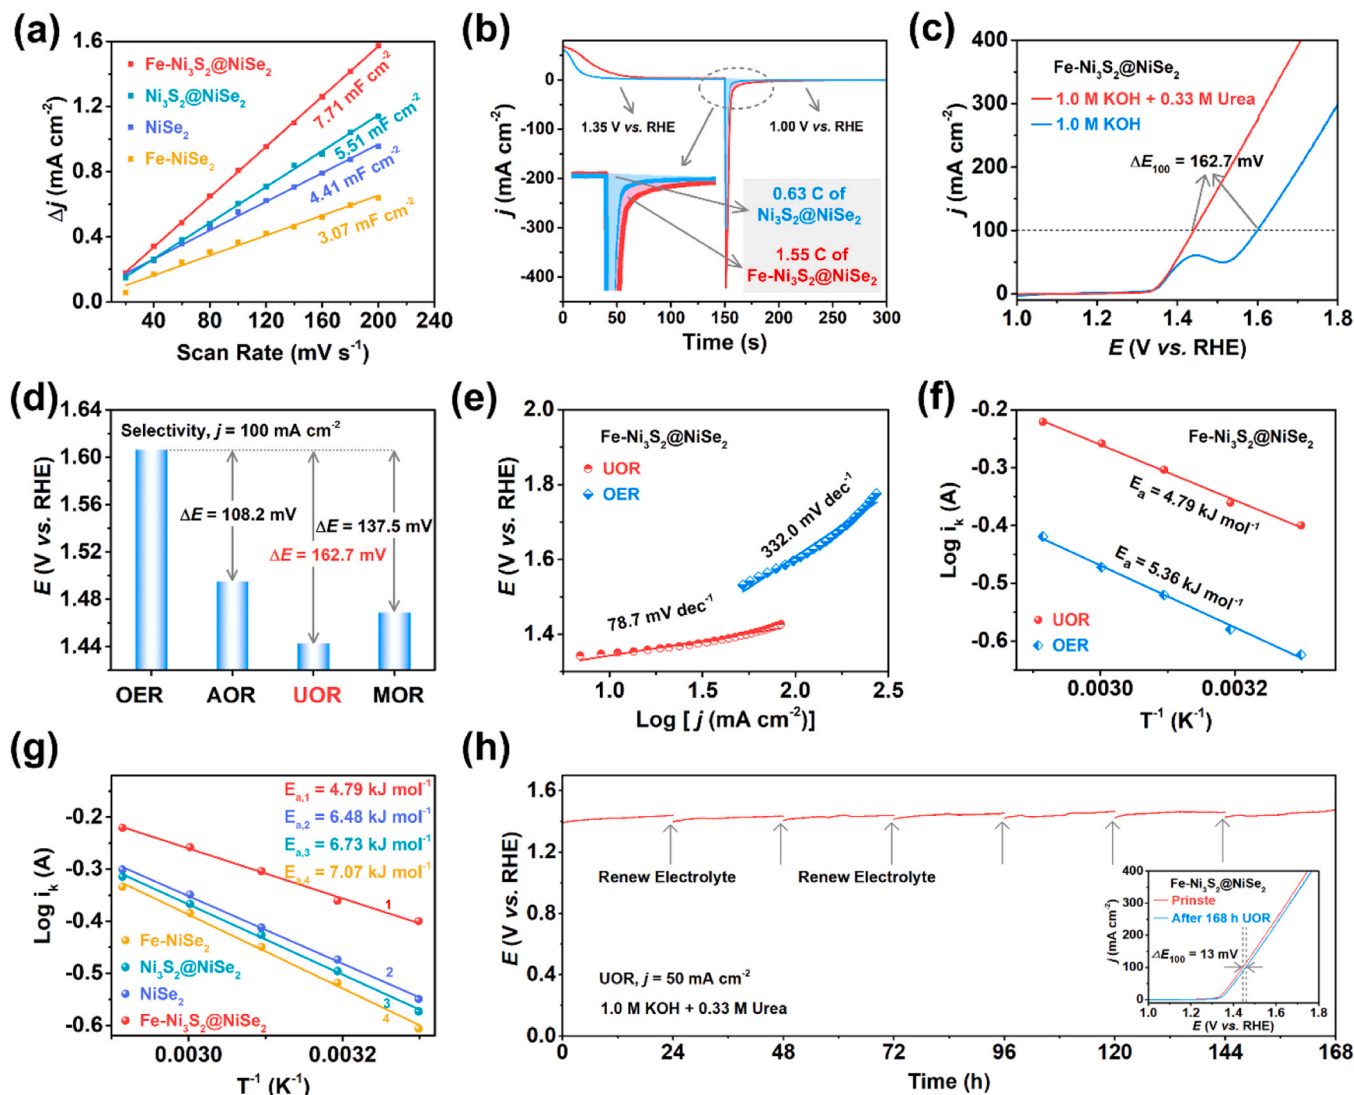 (a)
1.6
1.2
0.8
0.4
0.0
Δj (mA cm⁻²)
Fe-Ni₃S₂@NiSe₂
Ni₃S₂@NiSe₂
NiSe₂
Fe-NiSe₂
7.71 mF cm⁻²
5.51 mF cm⁻²
4.41 mF cm⁻²
3.07 mF cm⁻²
40 80 120 160 200 240
Scan Rate (mV s⁻¹)
(b)
0
-100
-200
-300
-400
j (mA cm⁻²)
1.35 V vs. RHE
1.00 V vs. RHE
0.63 C of
Ni₃S₂@NiSe₂
1.55 C of
Fe-Ni₃S₂@NiSe₂
0 50 100 150 200 250 300
Time (s)
(c)
400
300
200
100
0
j (mA cm⁻²)
Fe-Ni₃S₂@NiSe₂
1.0 M KOH + 0.33 M Urea
1.0 M KOH
ΔE₁₀₀ = 162.7 mV
1.0 1.2 1.4 1.6 1.8
E (V vs. RHE)
(d)
1.64
1.60
1.56
1.52
1.48
1.44
E (V vs. RHE)
Selectivity, j = 100 mA cm⁻²
ΔE = 108.2 mV
ΔE = 137.5 mV
ΔE = 162.7 mV
OER AOR UOR MOR
(e)
2.0
1.8
1.6
1.4
E (V vs. RHE)
Fe-Ni₃S₂@NiSe₂
UOR
OER
332.0 mV dec⁻¹
78.7 mV dec⁻¹
1.0 1.5 2.0 2.5
Log [ j (mA cm⁻²)]
(f)
-0.2
-0.3
-0.4
-0.5
-0.6
Log iₖ (A)
Fe-Ni₃S₂@NiSe₂
Eₐ = 4.79 kJ mol⁻¹
Eₐ = 5.36 kJ mol⁻¹
UOR
OER
0.0030 0.0032
T⁻¹ (K⁻¹)
(g)
-0.2
-0.3
-0.4
-0.5
-0.6
Log iₖ (A)
Eₐ,₁ = 4.79 kJ mol⁻¹
Eₐ,₂ = 6.48 kJ mol⁻¹
Eₐ,₃ = 6.73 kJ mol⁻¹
Eₐ,₄ = 7.07 kJ mol⁻¹
1
2
3
4
Fe-NiSe₂
Ni₃S₂@NiSe₂
NiSe₂
Fe-Ni₃S₂@NiSe₂
0.0030 0.0032
T⁻¹ (K⁻¹)
(h)
1.6
1.2
0.8
0.4
0.0
E (V vs. RHE)
Renew Electrolyte Renew Electrolyte
UOR, j = 50 mA cm⁻²
1.0 M KOH + 0.33 M Urea
400
300
200
100
0
j (mA cm⁻²)
Fe-Ni₃S₂@NiSe₂
Prinste
After 168 h UOR
ΔE₁₀₀ = 13 mV
1.0 1.2 1.4 1.6 1.8
E (V vs. RHE)
0 24 48 72 96 120 144 168
Time (h)